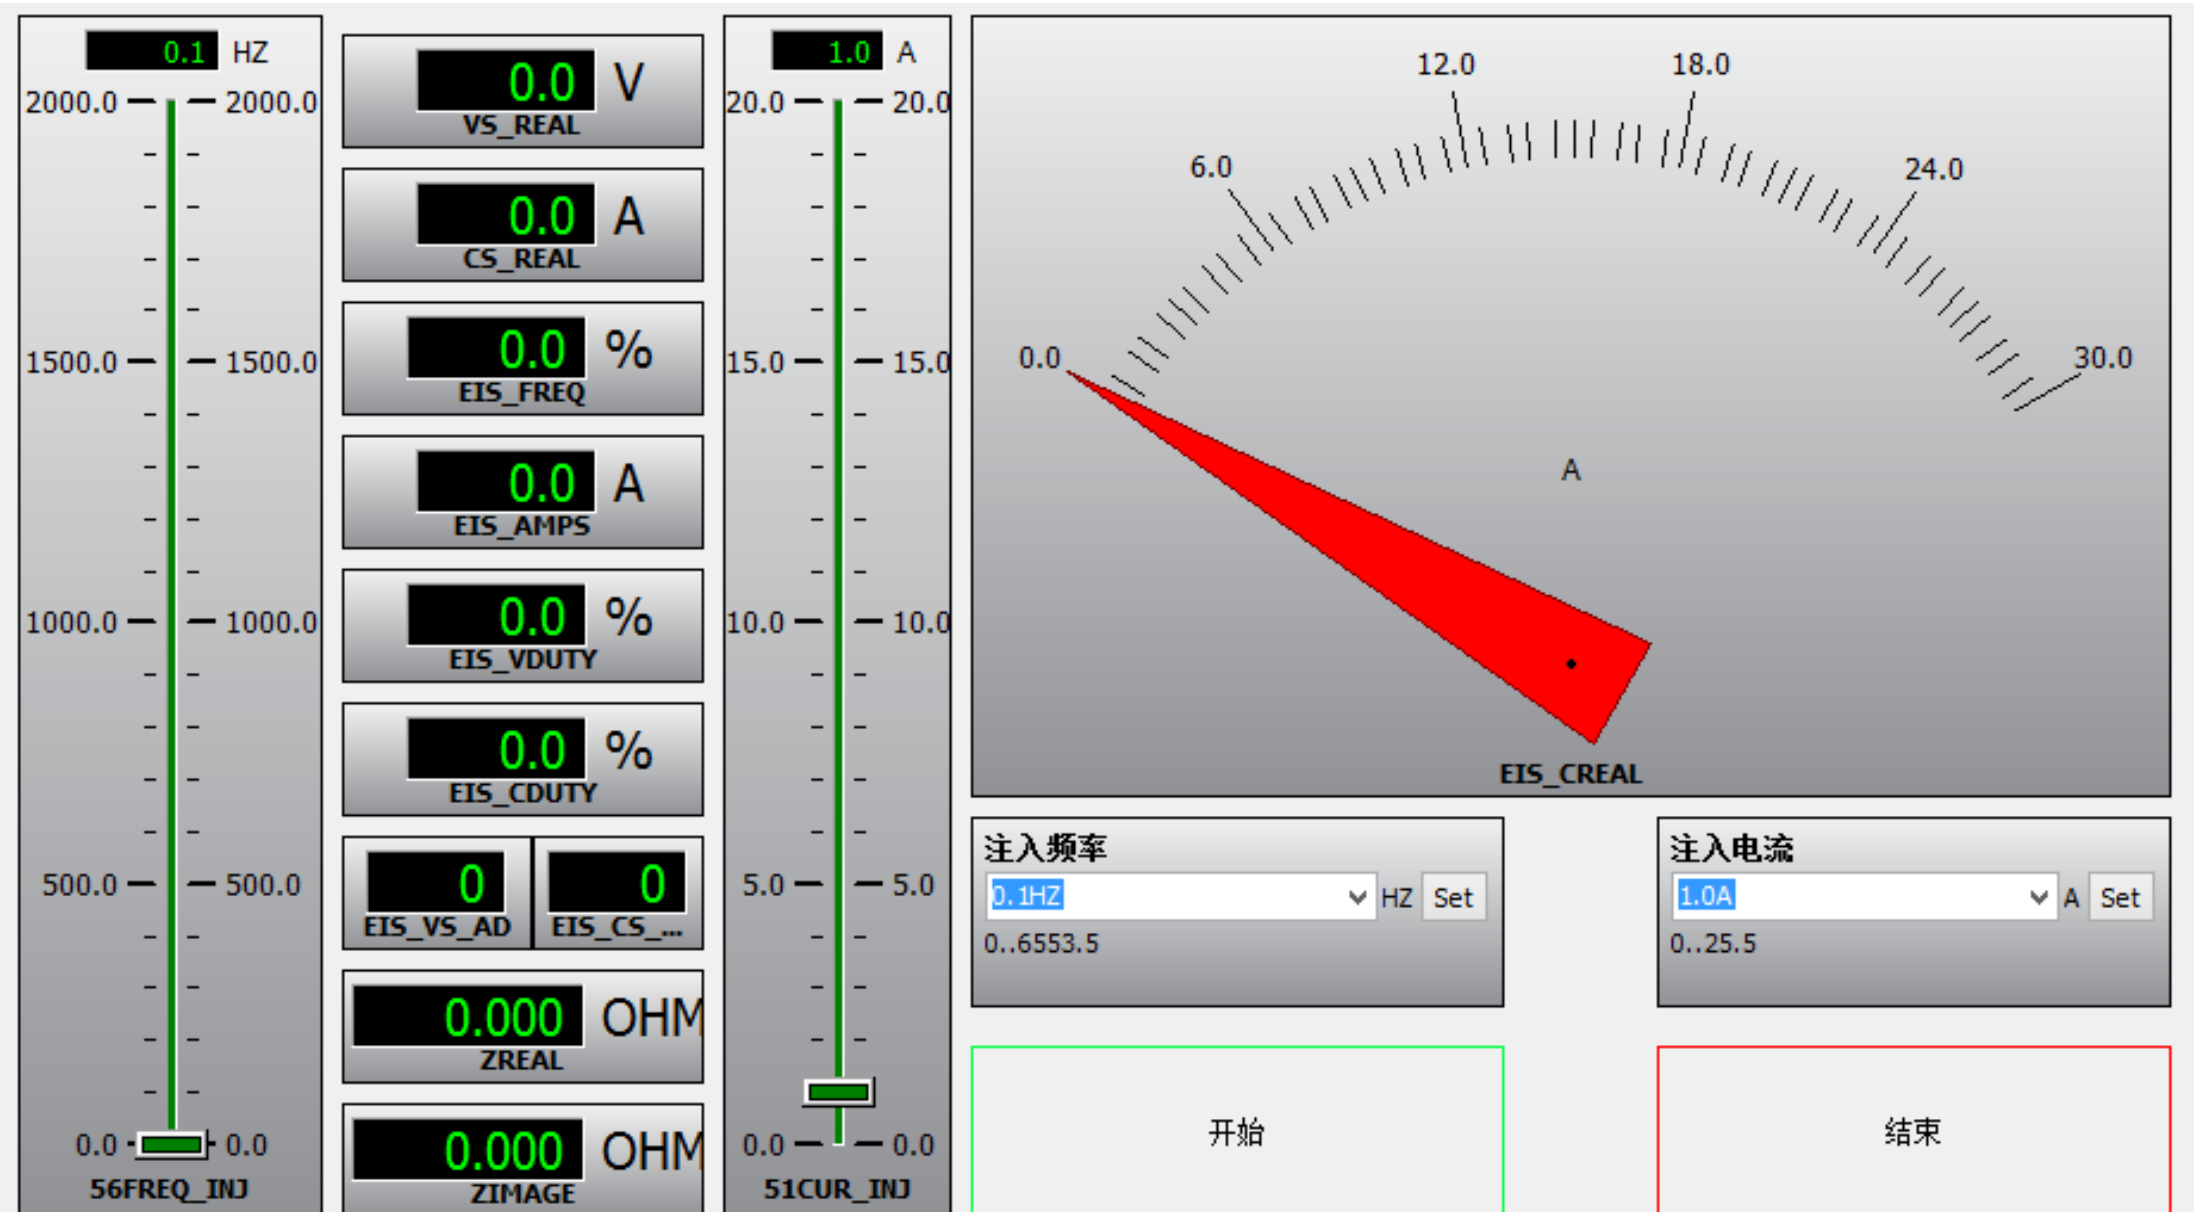 0.1 HZ
2000.0 2000.0
1500.0 1500.0
1000.0 1000.0
500.0 500.0
0.0 0.0
56FREQ_INJ
0.0 V
VS_REAL
0.0 A
CS_REAL
0.0 %
EIS_FREQ
0.0 A
EIS_AMPS
0.0 %
EIS_VDUTY
0.0 %
EIS_CDUTY
0 0
EIS_VS_AD EIS_CS_...
0.000 OHM
ZREAL
0.000 OHM
ZIMAGE
1.0 A
20.0 20.0
15.0 15.0
10.0 10.0
5.0 5.0
0.0 0.0
51CUR_INJ
0.0 6.0 12.0 18.0 24.0 30.0
A
EIS_CREAL
注入频率
0.1HZ HZ Set
0..6553.5
注入电流
1.0A A Set
0..25.5
开始
结束